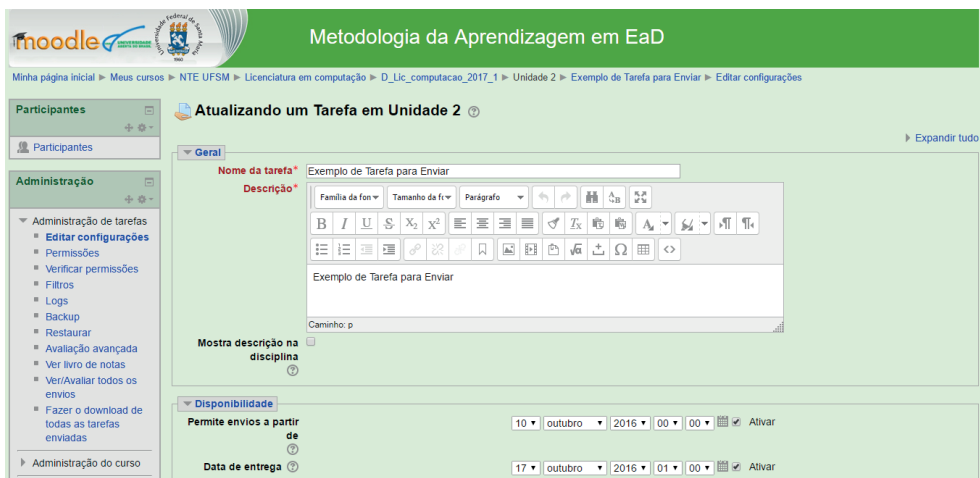 moodle
Universidade Federal de Santa Maria
1960
Metodologia da Aprendizagem em EaD
Minha página inicial ► Meus cursos ► NTE UFSM ► Licenciatura em computação ► D_Lic_computacao_2017_1 ► Unidade 2 ► Exemplo de Tarefa para Enviar ► Editar configurações
Participantes
Participantes
Administração
Administração de tarefas
Editar configurações
Permissões
Verificar permissões
Filtros
Logs
Backup
Restaurar
Avaliação avançada
Ver livro de notas
Ver/Avaliar todos os
envios
Fazer o download de
todas as tarefas
enviadas
Administração do curso
Atualizando um Tarefa em Unidade 2
Expandir tudo
Geral
Nome da tarefa* Exemplo de Tarefa para Enviar
Descrição*
Família da fon Tamanho da fo Parágrafo
Exemplo de Tarefa para Enviar
Caminho: p
Mostra descrição na
disciplina
Disponibilidade
Permite envios a partir
de
10 outubro 2016 00 00 Ativar
Data de entrega 17 outubro 2016 01 00 Ativar